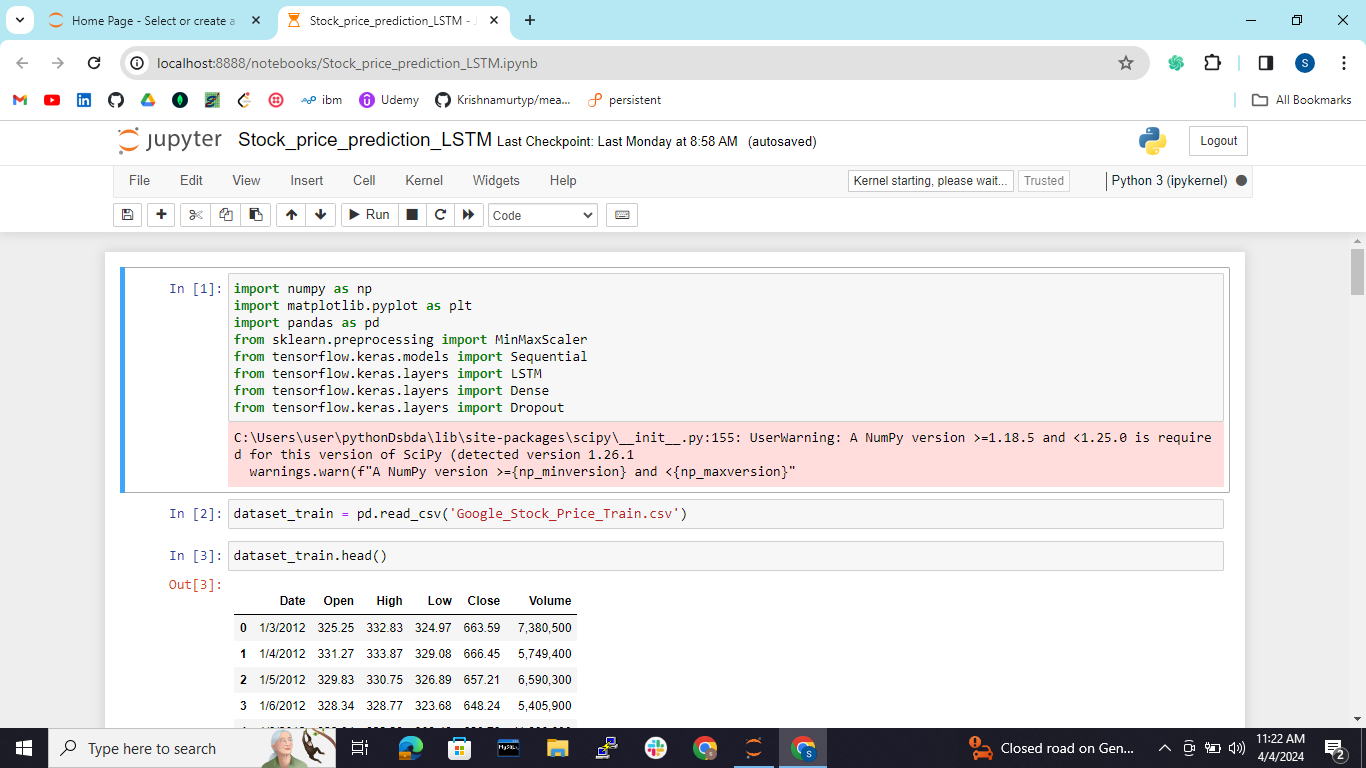 Home Page - Select or create a
Stock_price_prediction_LSTM - J
localhost:8888/notebooks/Stock_price_prediction_LSTM.ipynb
S
ibm
Udemy
Krishnamurtyp/mea...
persistent
All Bookmarks
jupyter
Stock_price_prediction_LSTM Last Checkpoint: Last Monday at 8:58 AM (autosaved)
Logout
File Edit View Insert Cell Kernel Widgets Help
Kernel starting, please wait...
Trusted
Python 3 (ipykernel)
Run
Code
In [1]:
import numpy as np
import matplotlib.pyplot as plt
import pandas as pd
from sklearn.preprocessing import MinMaxScaler
from tensorflow.keras.models import Sequential
from tensorflow.keras.layers import LSTM
from tensorflow.keras.layers import Dense
from tensorflow.keras.layers import Dropout
C:\Users\user\pythonDsbda\lib\site-packages\scipy\__init__.py:155: UserWarning: A NumPy version >=1.18.5 and <1.25.0 is require
d for this version of SciPy (detected version 1.26.1
warnings.warn(f"A NumPy version >={np_minversion} and <{np_maxversion}"
In [2]: dataset_train = pd.read_csv('Google_Stock_Price_Train.csv')
In [3]: dataset_train.head()
Out[3]:
Date Open High Low Close Volume
0 1/3/2012 325.25 332.83 324.97 663.59 7,380,500
1 1/4/2012 331.27 333.87 329.08 666.45 5,749,400
2 1/5/2012 329.83 330.75 326.89 657.21 6,590,300
3 1/6/2012 328.34 328.77 323.68 648.24 5,405,900
Type here to search
MySQL
S
Closed road on Gen...
11:22 AM
4/4/2024
2